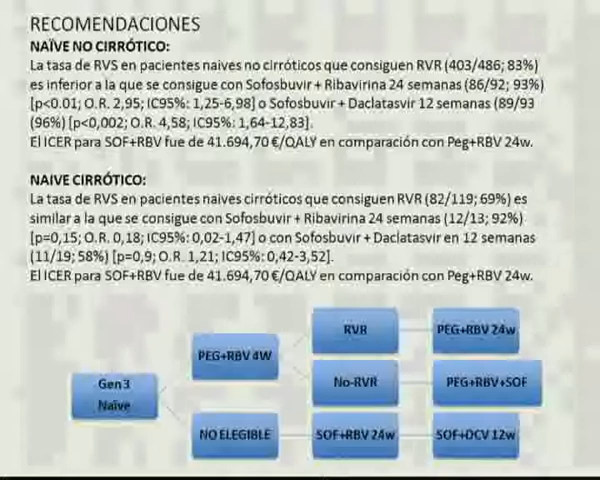 RECOMENDACIONES
NAÏVE NO CIRRÓTICO:
La tasa de RVS en pacientes naives no cirróticos que consiguen RVR (403/486; 83%)
es inferior a la que se consigue con Sofosbuvir + Ribavirina 24 semanas (86/92; 93%)
[p<0.01; O.R. 2,95; IC95%: 1,25-6,98] o Sofosbuvir + Daclatasvir 12 semanas (89/93
(96%) [p<0,002; O.R. 4,58; IC95%: 1,64-12,83].
El ICER para SOF+RBV fue de 41.694,70 €/QALY en comparación con Peg+RBV 24w.
NAIVE CIRRÓTICO:
La tasa de RVS en pacientes naives cirróticos que consiguen RVR (82/119; 69%) es
similar a la que se consigue con Sofosbuvir + Ribavirina 24 semanas (12/13; 92%)
[p=0,15; O.R. 0,18; IC95%: 0,02-1,47] o con Sofosbuvir + Daclatasvir en 12 semanas
(11/19; 58%) [p=0,9; O.R. 1,21; IC95%: 0,42-3,52].
El ICER para SOF+RBV fue de 41.694,70 €/QALY en comparación con Peg+RBV 24w.
Gen 3
Naïve
PEG+RBV 4W
RVR
PEG+RBV 24w
No-RVR
PEG+RBV+SOF
NO ELEGIBLE
SOF+RBV 24w
SOF+DCV 12w